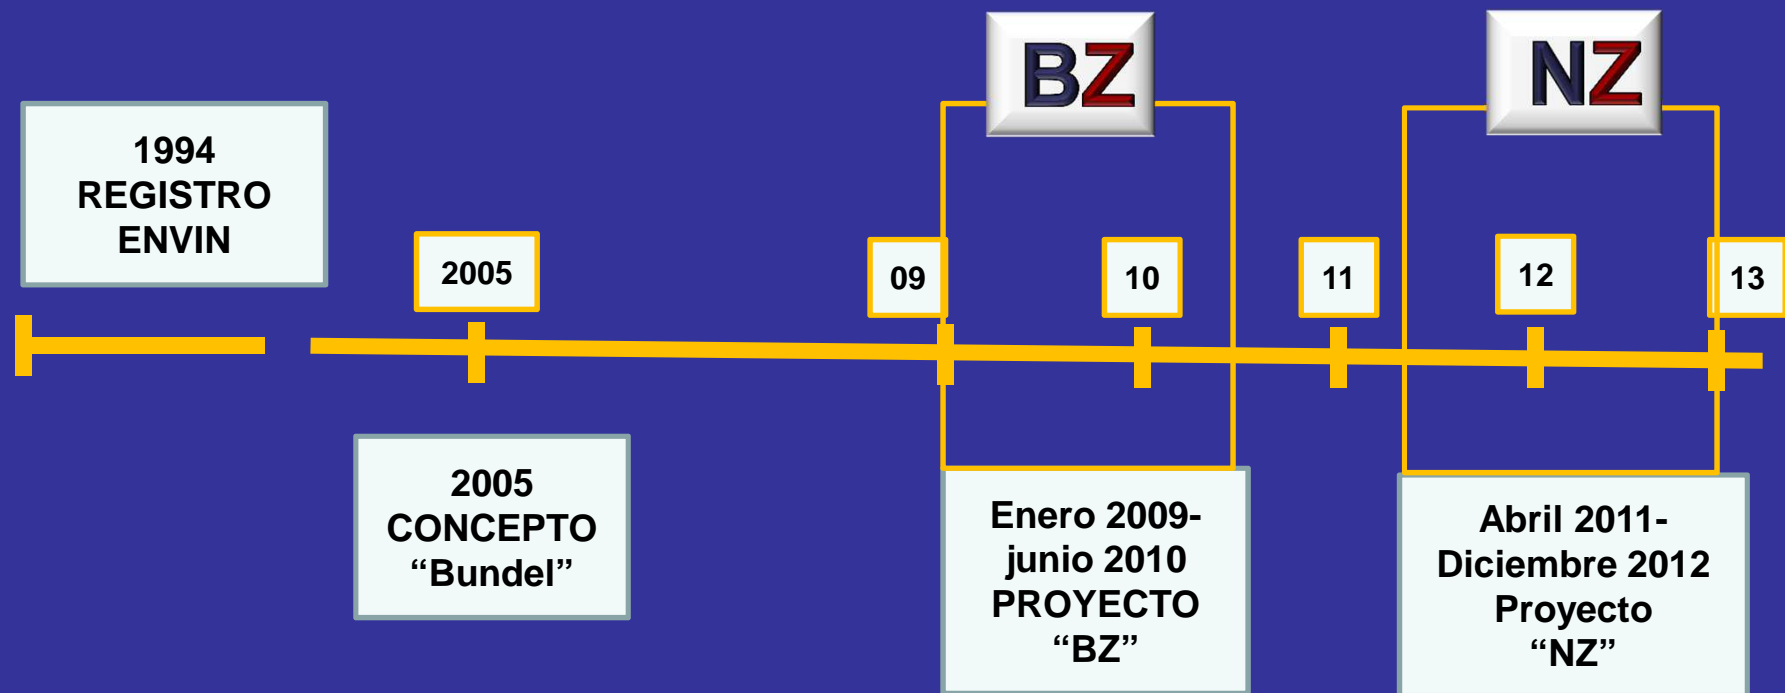 BZ
NZ
1994
REGISTRO
ENVIN
2005
09
10
11
12
13
2005
CONCEPTO
“Bundel”
Enero 2009-
junio 2010
PROYECTO
“BZ”
Abril 2011-
Diciembre 2012
Proyecto
“NZ”